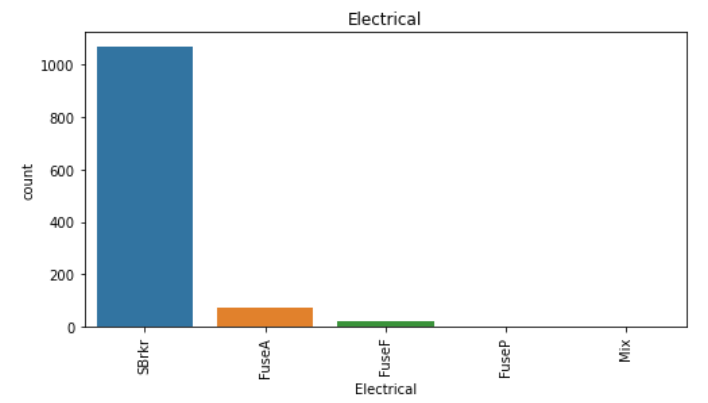 Electrical
1000
800
600
400
200
0
count
SBrkr
FuseA
FuseF
FuseP
Mix
Electrical